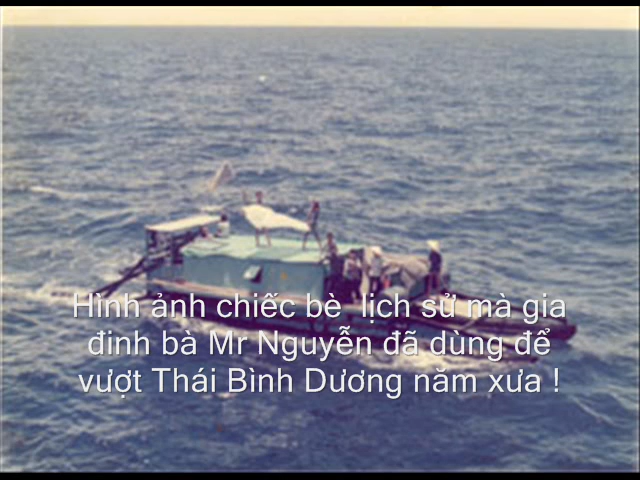 Hình ảnh chiếc bè lịch sử mà gia
đinh bà Mr Nguyễn đã dùng để
vượt Thái Bình Dương năm xưa !